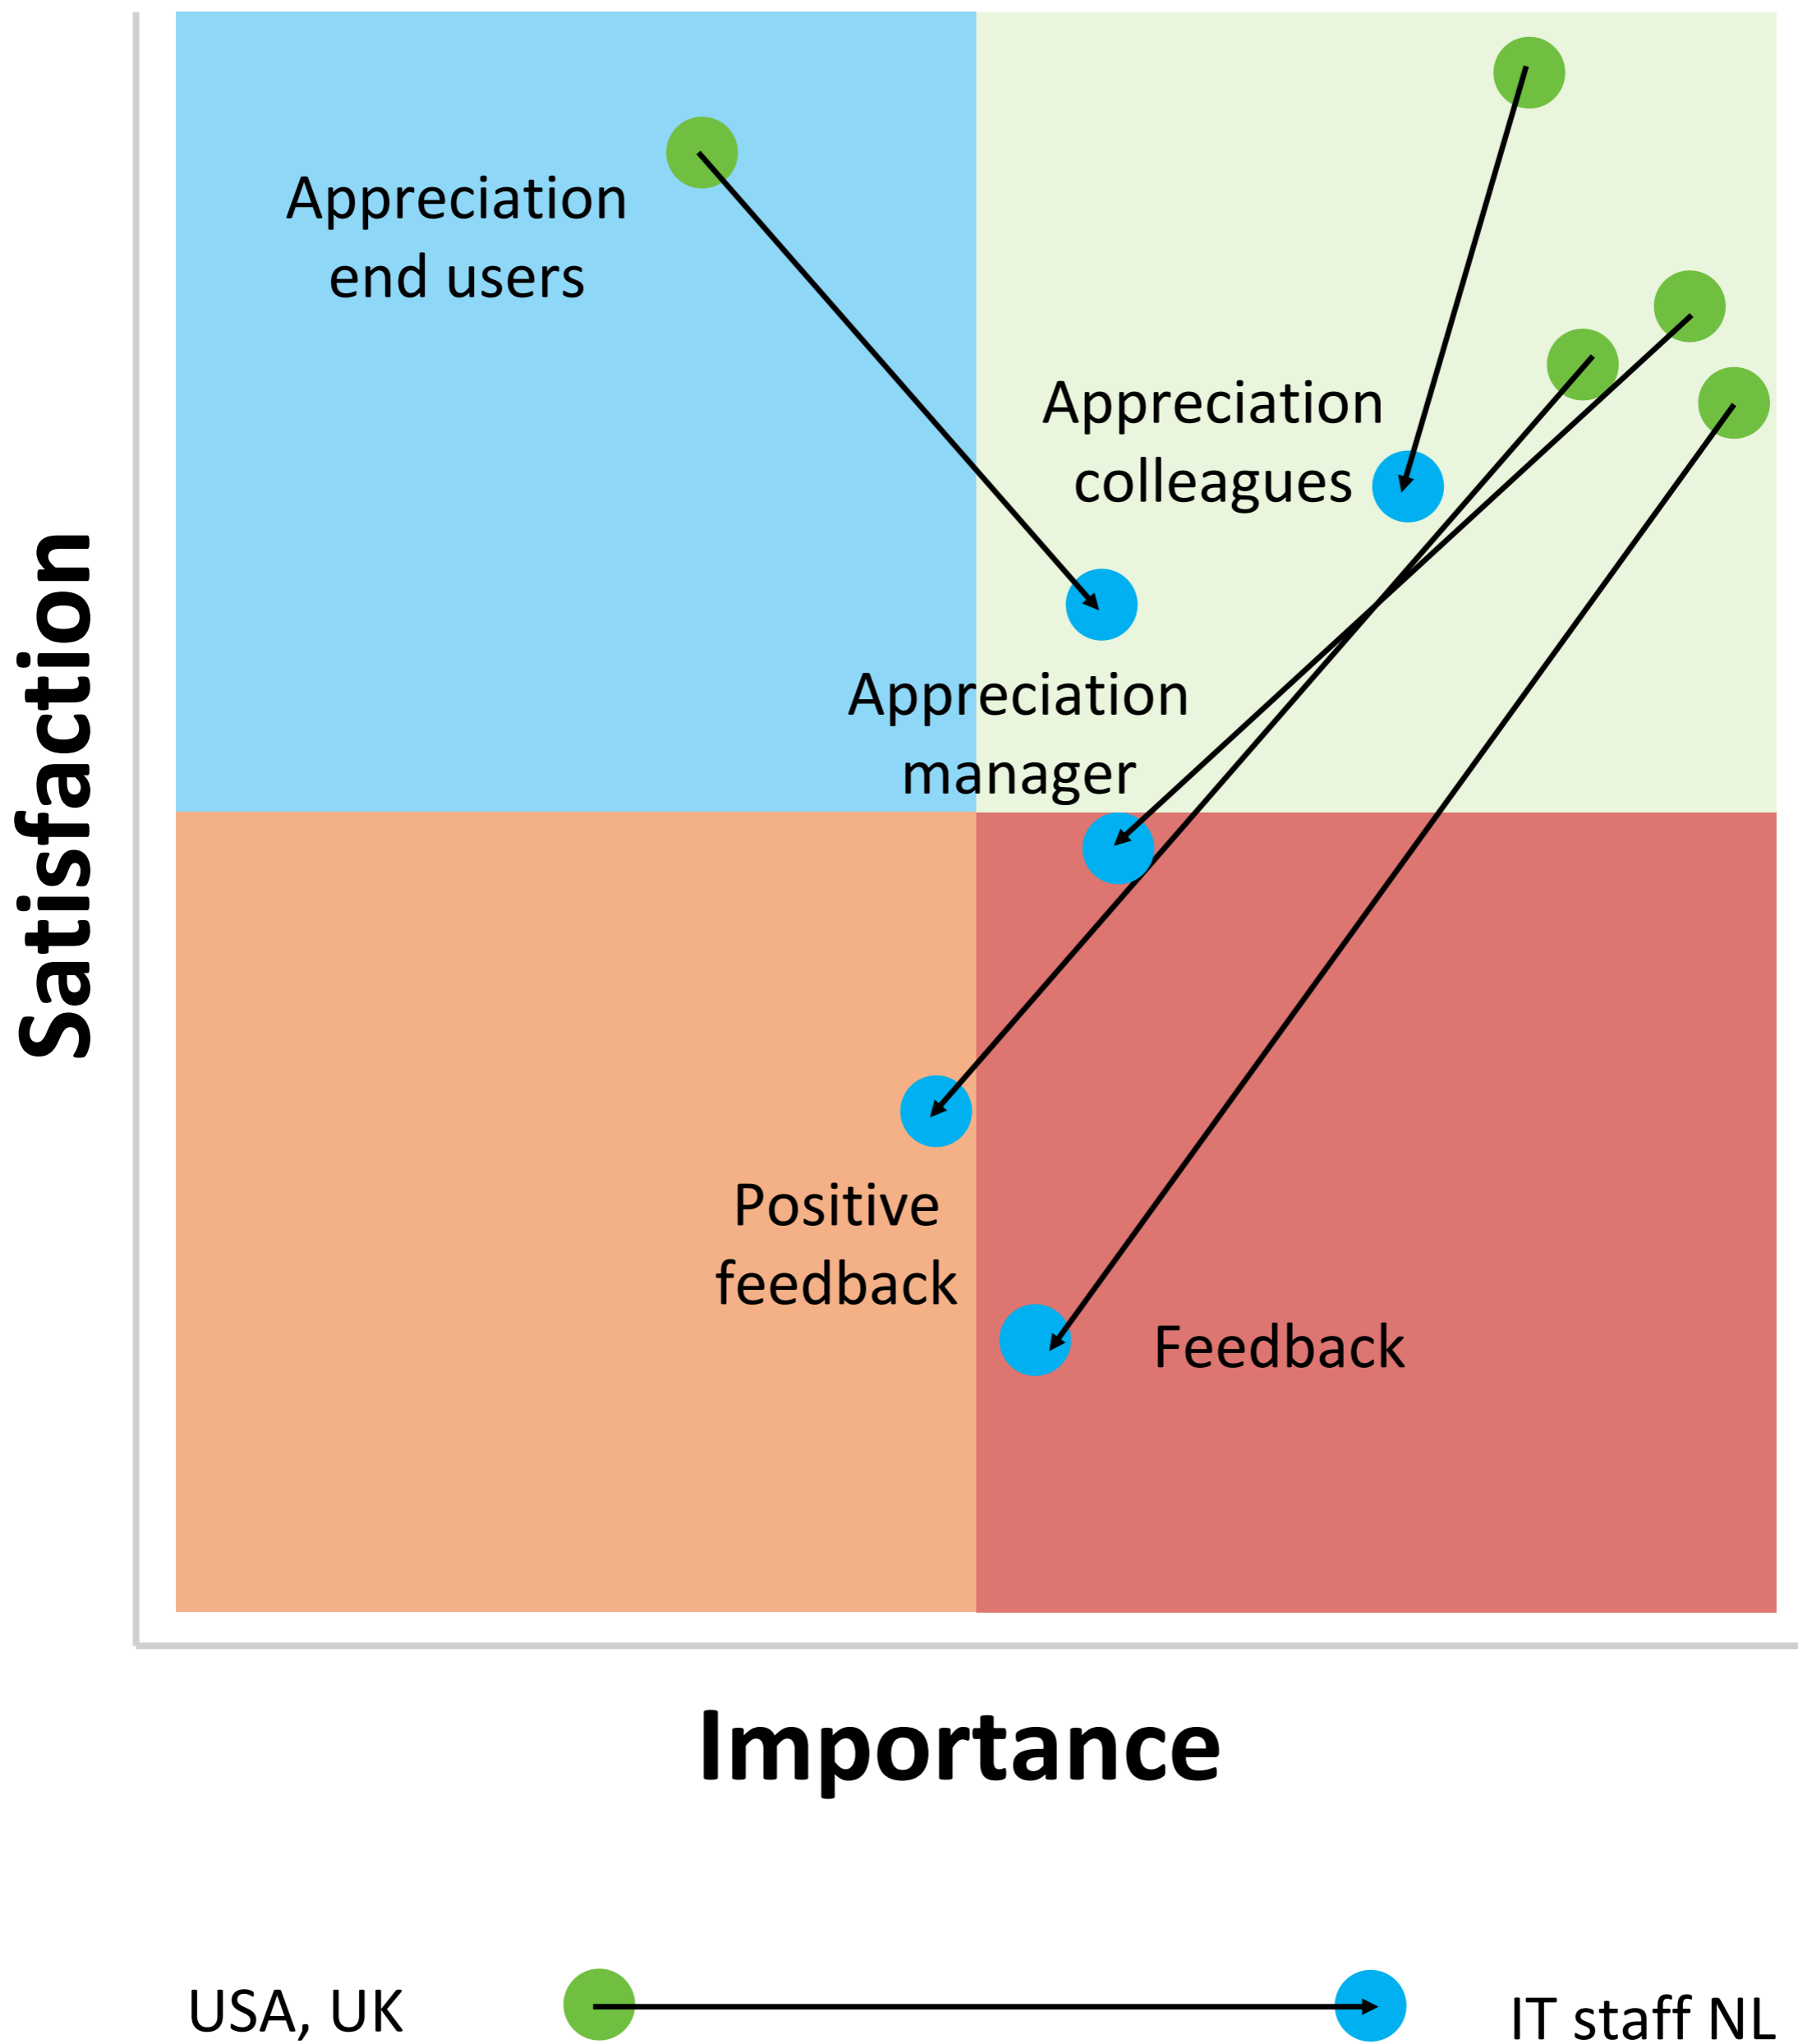 Appreciation
end users
Appreciation
colleagues
Satisfaction
Appreciation
manager
Positive
feedback
Feedback
Importance
USA, UK
IT staff NL